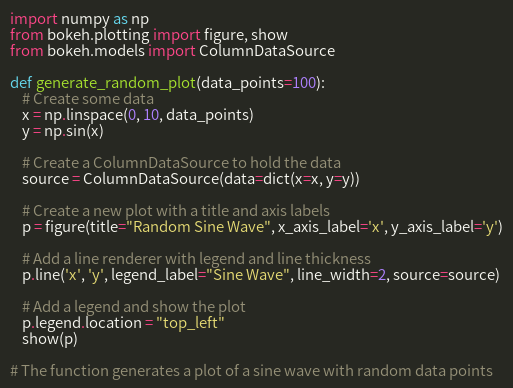 import numpy as np
from bokeh.plotting import figure, show
from bokeh.models import ColumnDataSource
def generate_random_plot(data_points=100):
# Create some data
x = np.linspace(0, 10, data_points)
y = np.sin(x)
# Create a ColumnDataSource to hold the data
source = ColumnDataSource(data=dict(x=x, y=y))
# Create a new plot with a title and axis labels
p = figure(title="Random Sine Wave", x_axis_label='x', y_axis_label='y')
# Add a line renderer with legend and line thickness
p.line('x', 'y', legend_label="Sine Wave", line_width=2, source=source)
# Add a legend and show the plot
p.legend.location = "top_left"
show(p)
# The function generates a plot of a sine wave with random data points